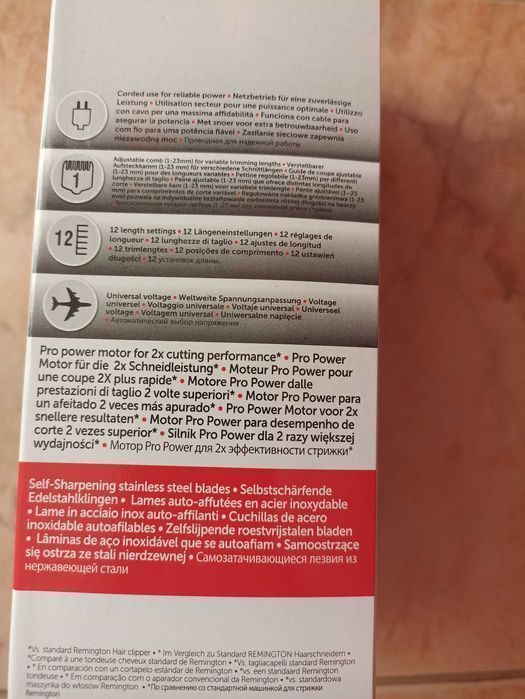 Corded use for reliable power • Netzbetrieb für eine zuverlässige
Leistung • Utilisation secteur pour une puissance optimale • Utilizzo
con cavo per una massima affidabilità • Funciona con cable para
asegurar la potencia • Met snoer voor extra betrouwbaarheid • Uso
com fio para uma potência fiável • Zasilanie sieciowe zapewnia
niezawodną moc • Проводная для надежной работы
1
Adjustable comb (1-23mm) for variable trimming lengths • Verstellbarer
Aufsteckkamm (1-23mm) für verschiedene Schnittlängen • Guide de coupe ajustable
(1-23 mm) pour des longueurs variables • Pettine regolabile (1-23mm) per different
lunghezze di taglio • Peine ajustable (1-23 mm) que ofrece distintas longitudes de
corte • Verstelbare kam (1-23 mm) voor variabele trimlengte • Pente ajustável (1-23
mm) para comprimentos de corte variável • Regulowana nakładka grzebieniowa (1-23
mm) pozwala na indywidualne kształtowanie owłosienia różnej długości na twarzy
12
12 length settings • 12 Längeneinstellungen • 12 réglages de
longueur • 12 lunghezze di taglio • 12 ajustes de longitud
• 12 trimlengtes • 12 posições de comprimento • 12 ustawień
długości • 12 установок длины.
Universal voltage • Weltweite Spannungsanpassung • Voltage
universel • Voltaggio universale • Voltaje universal • Universeel
voltage • Voltagem universal • Uniwersalne napięcie
• Автоматический выбор напряжения
Pro power motor for 2x cutting performance* • Pro Power
Motor für die 2x Schneidleistung* • Moteur Pro Power pour
une coupe 2X plus rapide* • Motore Pro Power dalle
prestazioni di taglio 2 volte superiori* • Motor Pro Power para
un afeitado 2 veces más apurado* • Pro Power Motor voor 2x
snellere resultaten* • Motor Pro Power para desempenho de
corte 2 vezes superior* • Silnik Pro Power dla 2 razy większej
wydajności* • Мотор Pro Power для 2x эффективности стрижки*
Self-Sharpening stainless steel blades • Selbstschärfende
Edelstahlklingen • Lames auto-affutées en acier inoxydable
• Lame in acciaio inox auto-affilanti • Cuchillas de acero
inoxidable autoafilables • Zelfslijpende roestvrijstalen bladen
• Lâminas de aço inoxidável que se autoafiam • Samoostrzące
się ostrza ze stali nierdzewnej • Самозатачивающиеся лезвия из
нержавеющей стали
*Vs. standard Remington Hair clipper • * Im Vergleich zu Standard REMINGTON Haarschneidern •
*Comparé à une tondeuse cheveux standard de Remington • *Vs. tagliacapelli standard Remington
• * En comparación con un cortapelo estándar de Remington • *vs. een standaard Remington
tondeuse • * Em comparação com o aparador convencional da Remington • *vs. standardowa
maszynka do włosów Remington • *По сравнению со стандартной машинкой для стрижки
Remington